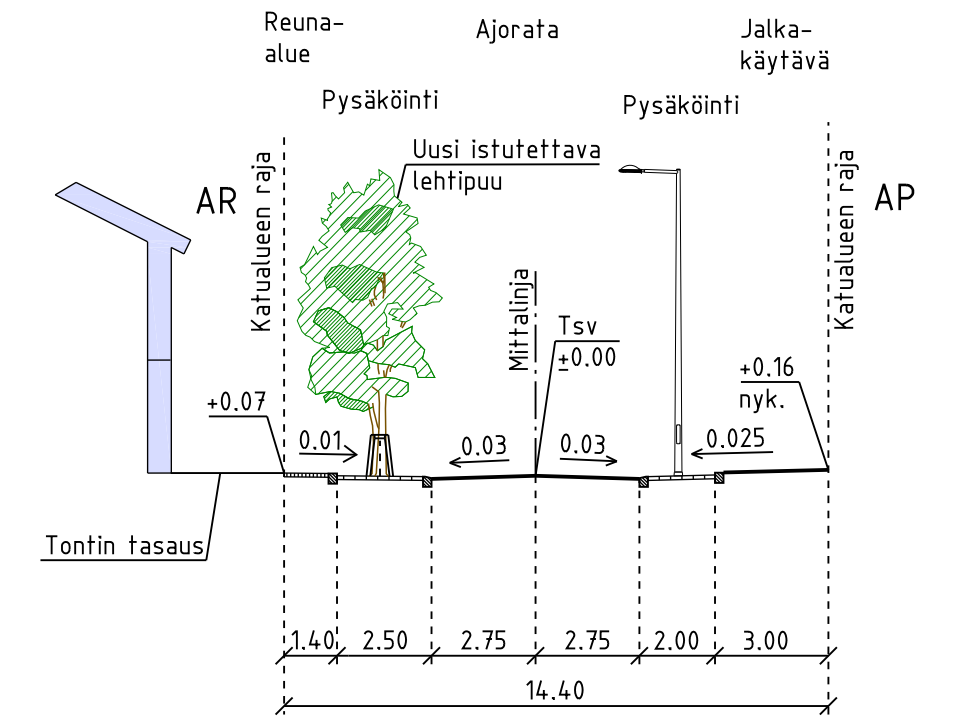 Reuna-
alue
Ajorata
Jalka-
käytävä
Pysäköinti
Pysäköinti
Uusi istutettava
lehtipuu
Katualueen raja
AR
AP
Katualueen raja
Mittalinja
Tsv
±0.00
+0.16
nyk.
+0.07
0.01
0.03
0.03
0.025
Tontin tasaus
1.40
2.50
2.75
2.75
2.00
3.00
14.40